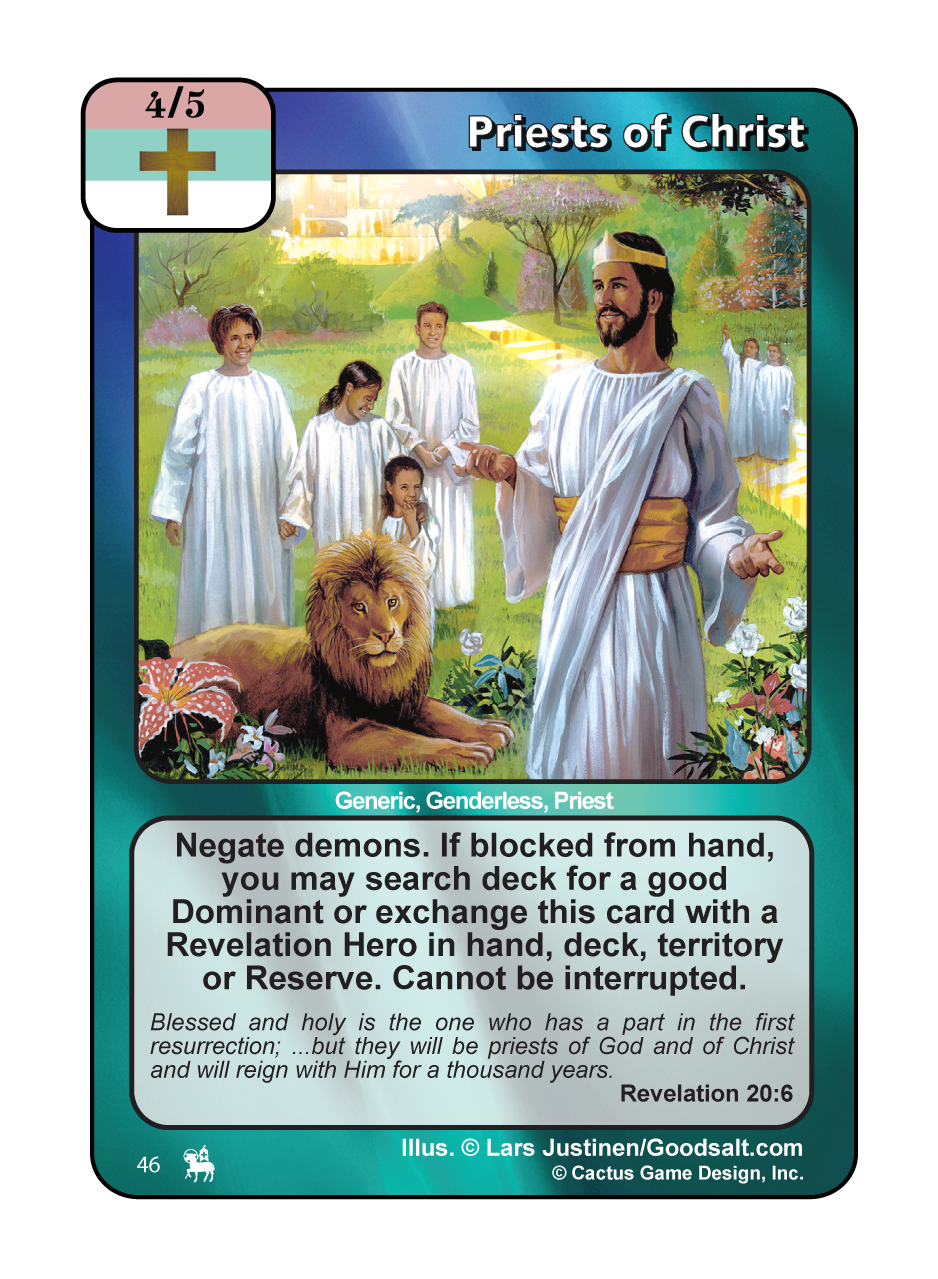 4/5
Priests of Christ
Generic, Genderless, Priest
Negate demons. If blocked from hand,
you may search deck for a good
Dominant or exchange this card with a
Revelation Hero in hand, deck, territory
or Reserve. Cannot be interrupted.
Blessed and holy is the one who has a part in the first
resurrection; ...but they will be priests of God and of Christ
and will reign with Him for a thousand years.
Revelation 20:6
Illus. © Lars Justinen/Goodsalt.com
46
© Cactus Game Design, Inc.